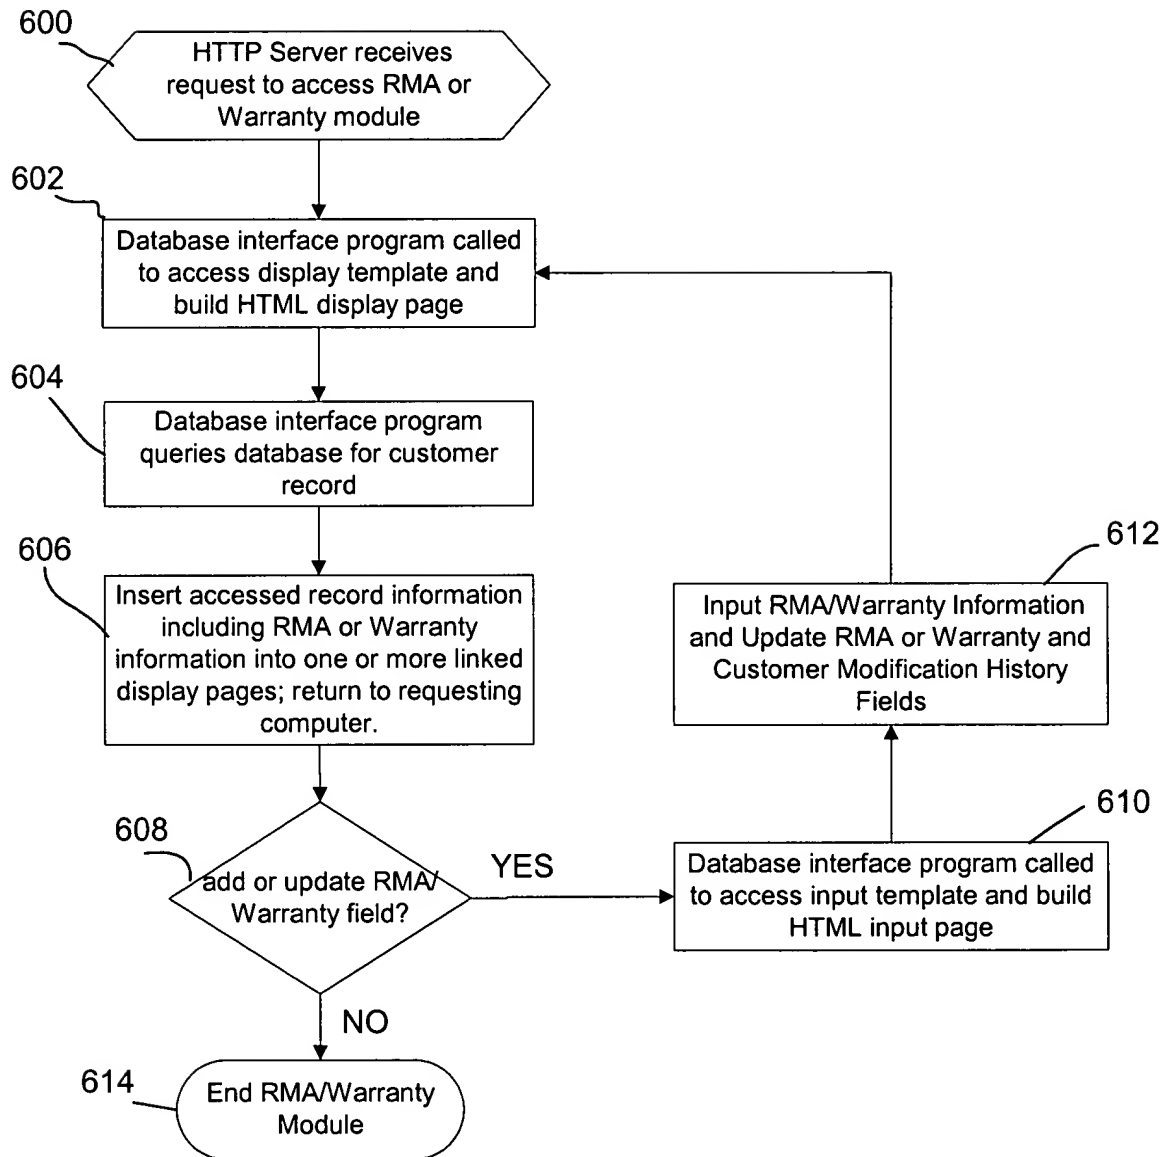 600
HTTP Server receives
request to access RMA or
Warranty module
602
Database interface program called
to access display template and
build HTML display page
604
Database interface program
queries database for customer
record
606
Insert accessed record information
including RMA or Warranty
information into one or more linked
display pages; return to requesting
computer.
612
Input RMA/Warranty Information
and Update RMA or Warranty and
Customer Modification History
Fields
608
add or update RMA/
Warranty field?
YES
610
Database interface program called
to access input template and build
HTML input page
NO
614
End RMA/Warranty
Module